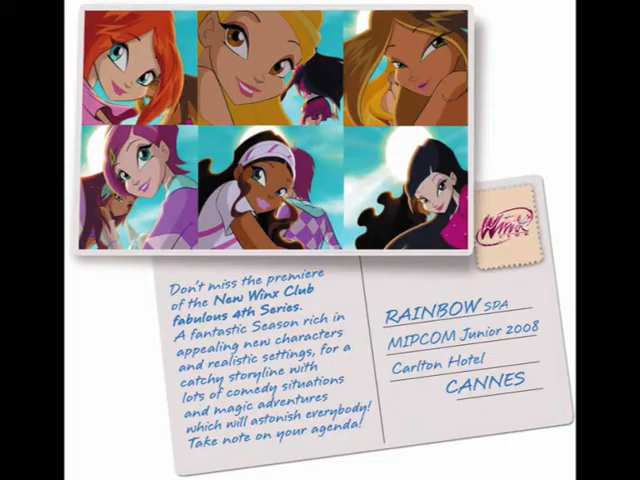 Don't miss the premiere
of the New Winx Club
fabulous 4th Series.
A fantastic Season rich in
appealing new characters
and realistic settings, for a
catchy storyline with
lots of comedy situations
and magic adventures
which will astonish everybody!
Take note on your agenda!
Winx
CLUB
RAINBOW SPA
MIPCOM Junior 2008
Carlton Hotel
CANNES